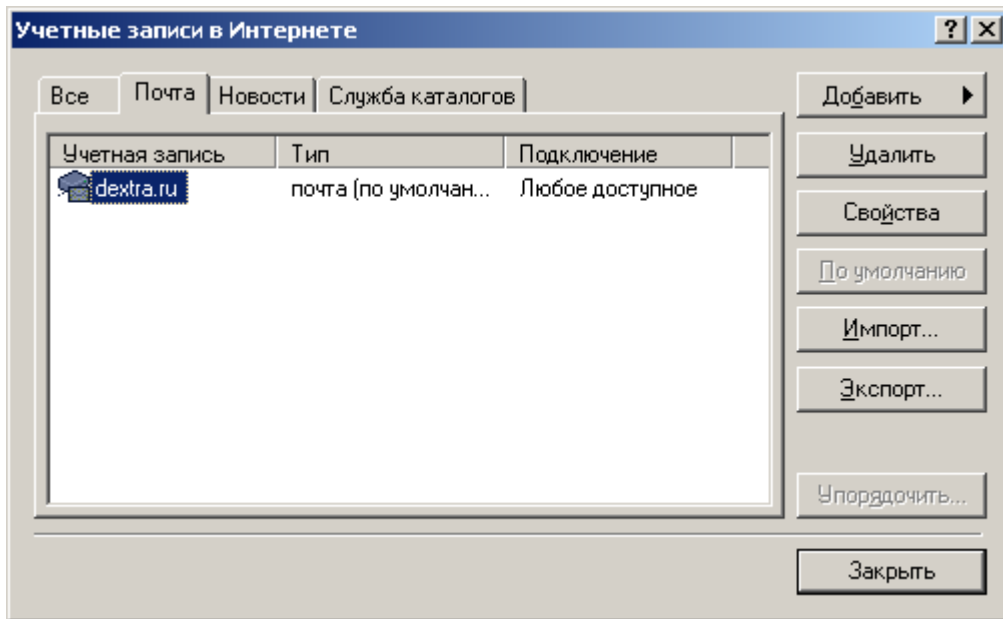 Учетные записи в Интернете
Все Почта Новости Служба каталогов
Учетная запись Тип Подключение
dextra.ru почта (по умолчан... Любое доступное
Добавить
Удалить
Свойства
По умолчанию
Импорт...
Экспорт...
Упорядочить...
Закрыть